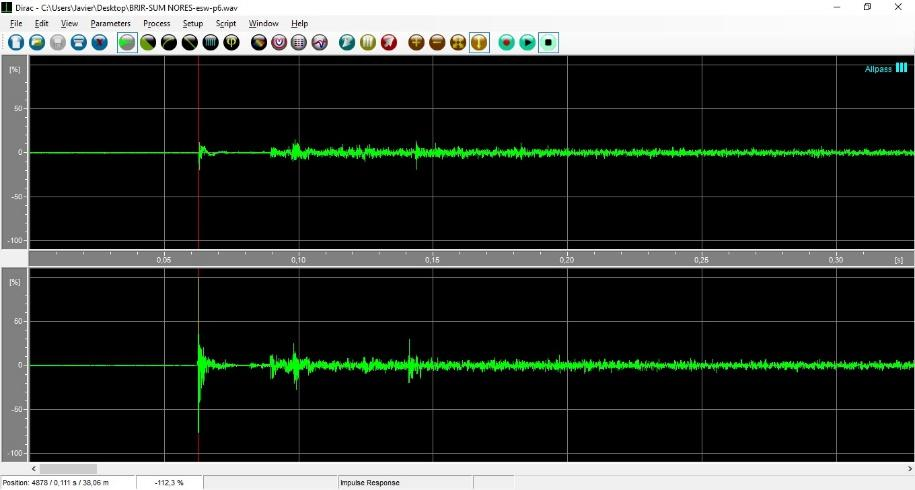 Dirac - C:\Users\Javier\Desktop\BRIR-SUM NORES-esw-p6.wav
File Edit View Parameters Process Setup Script Window Help
[%]
Allpass
50
0
-50
-100
0,05 0,10 0,15 0,20 0,25 0,30 [s]
[%]
50
0
-50
-100
Position: 4878 / 0,111 s / 38,06 m -112,3 % Impulse Response